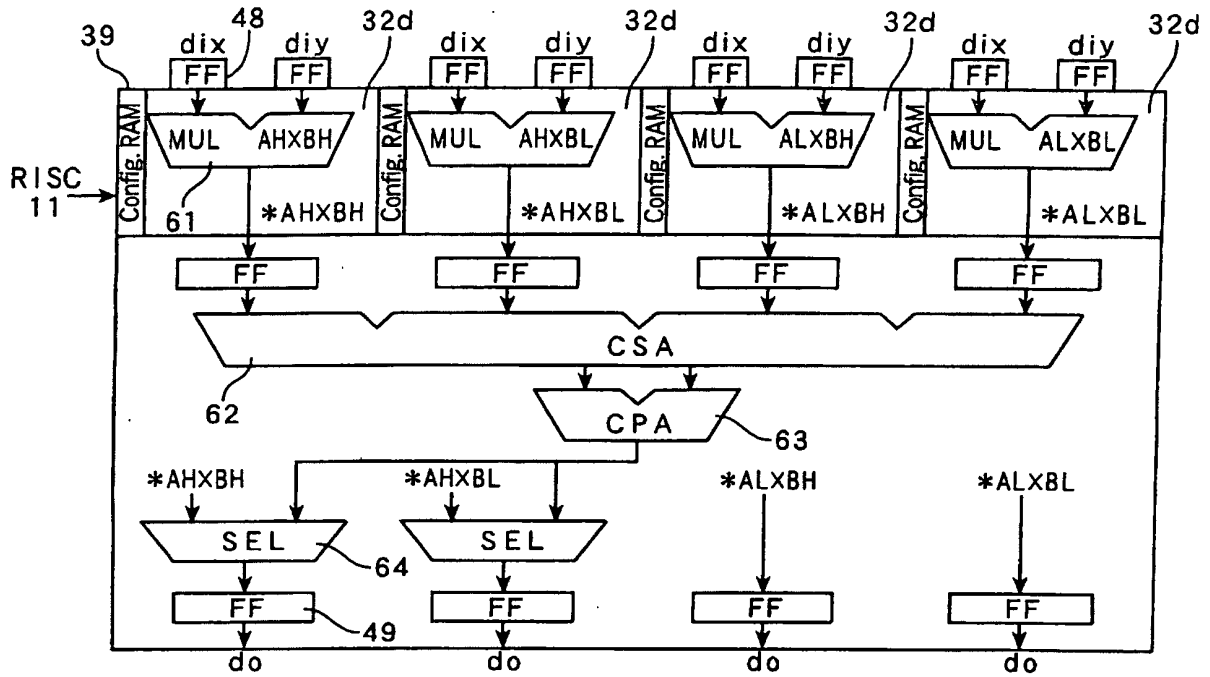 39 dix 48 diy 32d dix diy 32d dix diy 32d dix diy 32d
FF FF FF FF FF FF FF FF
Config. RAM MUL AHXBH Config. RAM MUL AHXBL Config. RAM MUL ALXBH Config. RAM MUL ALXBL
RISC
11
61 *AHXBH *AHXBL *ALXBH *ALXBL
FF FF FF FF
CSA
62
CPA
63
*AHXBH *AHXBL *ALXBH *ALXBL
SEL SEL
64
FF FF FF FF
49
do do do do